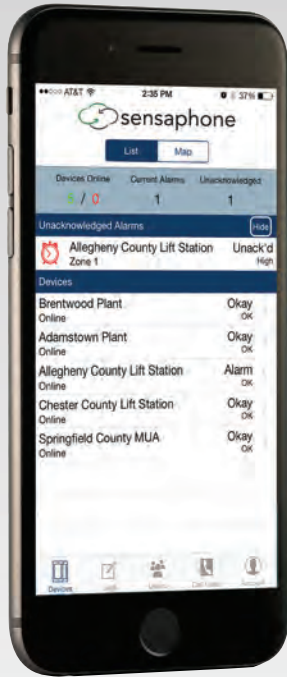 AT&T 2:35 PM 37%
sensaphone
List Map
Devices Online Current Alarms Unacknowledged
/ 0 1 1
Unacknowledged Alarms Hide
Allegheny County Lift Station Unack'd
Zone 1 High
Devices
Brentwood Plant Okay
Online OK
Adamstown Plant Okay
Online OK
Allegheny County Lift Station Alarm
Online OK
Chester County Lift Station Okay
Online OK
Springfield County MUA Okay
Online OK
Devices Users Account